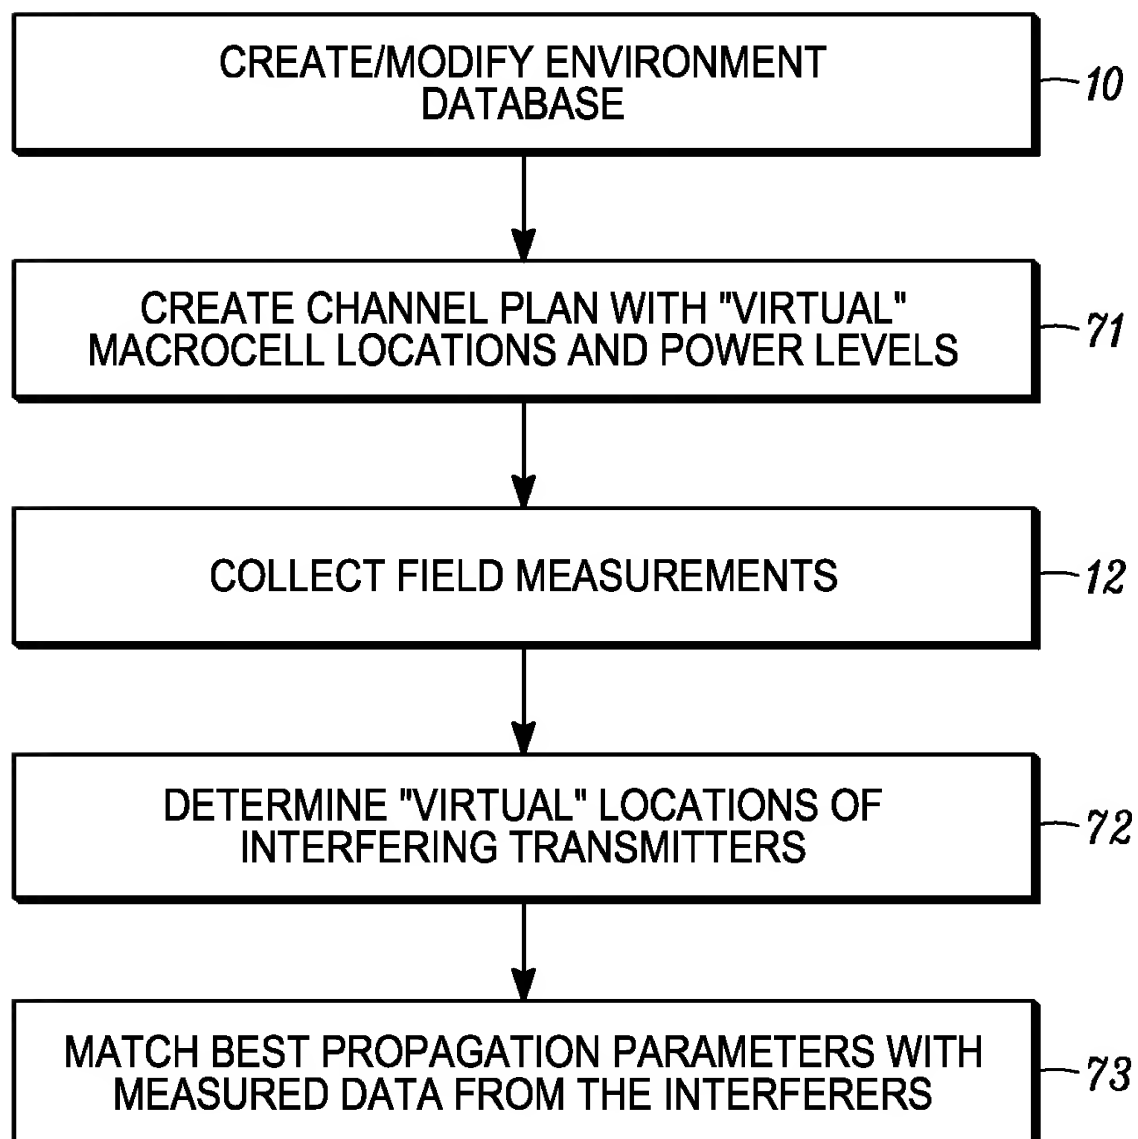 CREATE/MODIFY ENVIRONMENT
DATABASE
10
CREATE CHANNEL PLAN WITH "VIRTUAL"
MACROCELL LOCATIONS AND POWER LEVELS
71
COLLECT FIELD MEASUREMENTS
12
DETERMINE "VIRTUAL" LOCATIONS OF
INTERFERING TRANSMITTERS
72
MATCH BEST PROPAGATION PARAMETERS WITH
MEASURED DATA FROM THE INTERFERERS
73